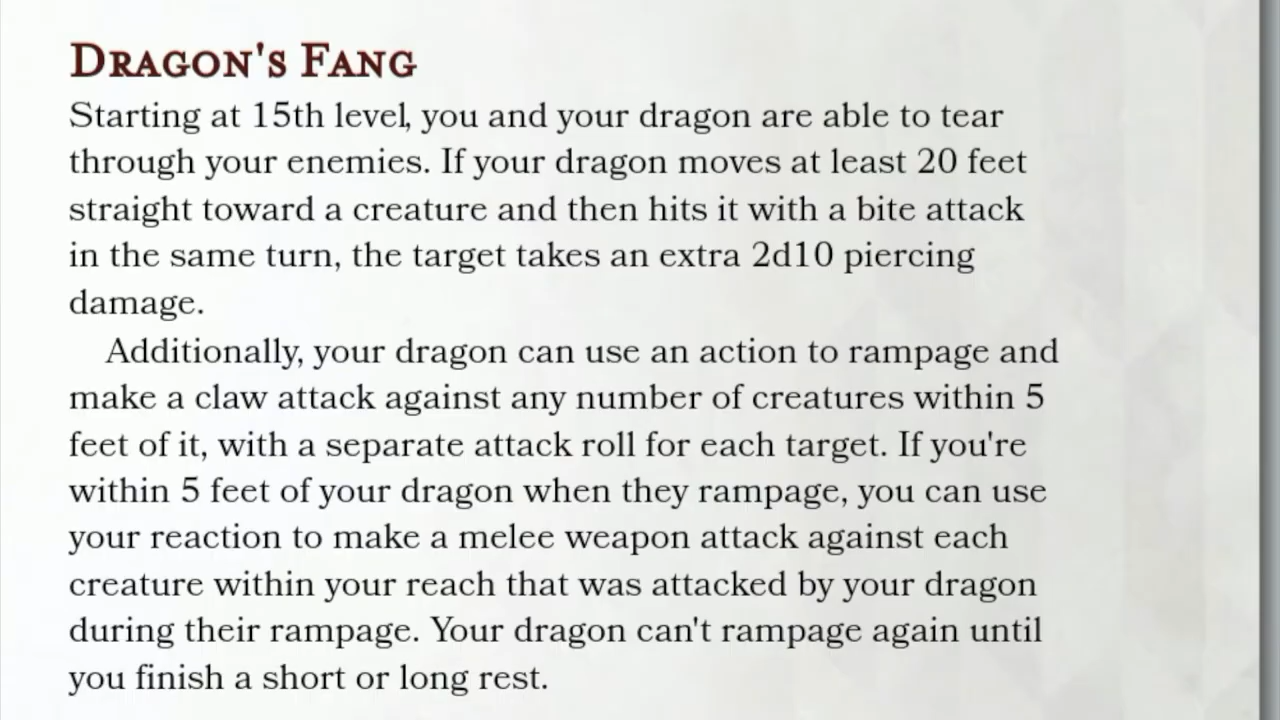 Dragon's Fang
Starting at 15th level, you and your dragon are able to tear
through your enemies. If your dragon moves at least 20 feet
straight toward a creature and then hits it with a bite attack
in the same turn, the target takes an extra 2d10 piercing
damage.
Additionally, your dragon can use an action to rampage and
make a claw attack against any number of creatures within 5
feet of it, with a separate attack roll for each target. If you're
within 5 feet of your dragon when they rampage, you can use
your reaction to make a melee weapon attack against each
creature within your reach that was attacked by your dragon
during their rampage. Your dragon can't rampage again until
you finish a short or long rest.